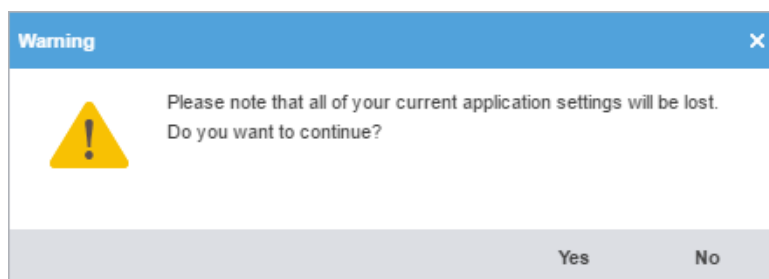 Warning
Please note that all of your current application settings will be lost.
Do you want to continue?
Yes No